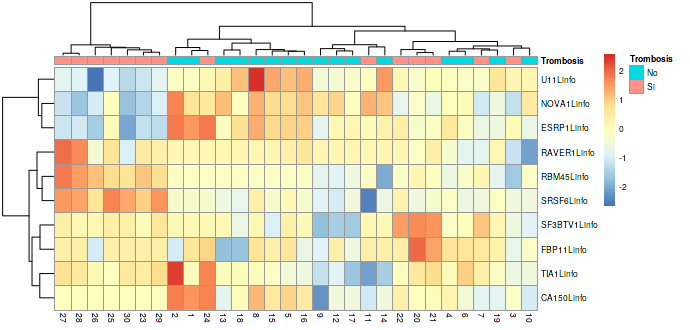 Trombosis
U11Linfo
NOVA1Linfo
ESRP1Linfo
RAVER1Linfo
RBM45Linfo
SRSF6Linfo
SF3BTV1Linfo
FBP11Linfo
TIA1Linfo
CA150Linfo
27 28 26 25 30 23 29 2 1 24 13 18 8 15 5 16 9 12 17 11 14 22 20 21 4 6 7 19 3 10
2
1
0
-1
-2
Trombosis
No
SI